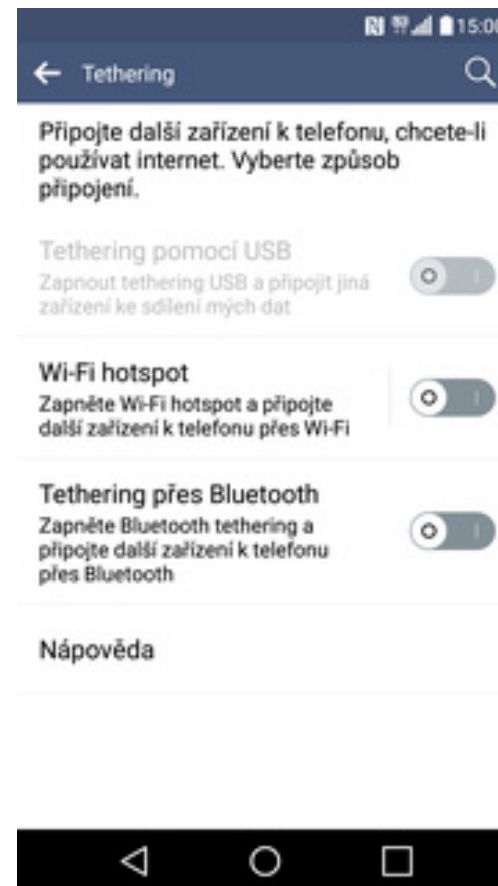 15:00
Tethering
Připojte další zařízení k telefonu, chcete-li
používat internet. Vyberte způsob
připojení.
Tethering pomocí USB
Zapnout tethering USB a připojit jiná
zařízení ke sdílení mých dat
Wi-Fi hotspot
Zapněte Wi-Fi hotspot a připojte
další zařízení k telefonu přes Wi-Fi
Tethering přes Bluetooth
Zapněte Bluetooth tethering a
připojte další zařízení k telefonu
přes Bluetooth
Nápověda